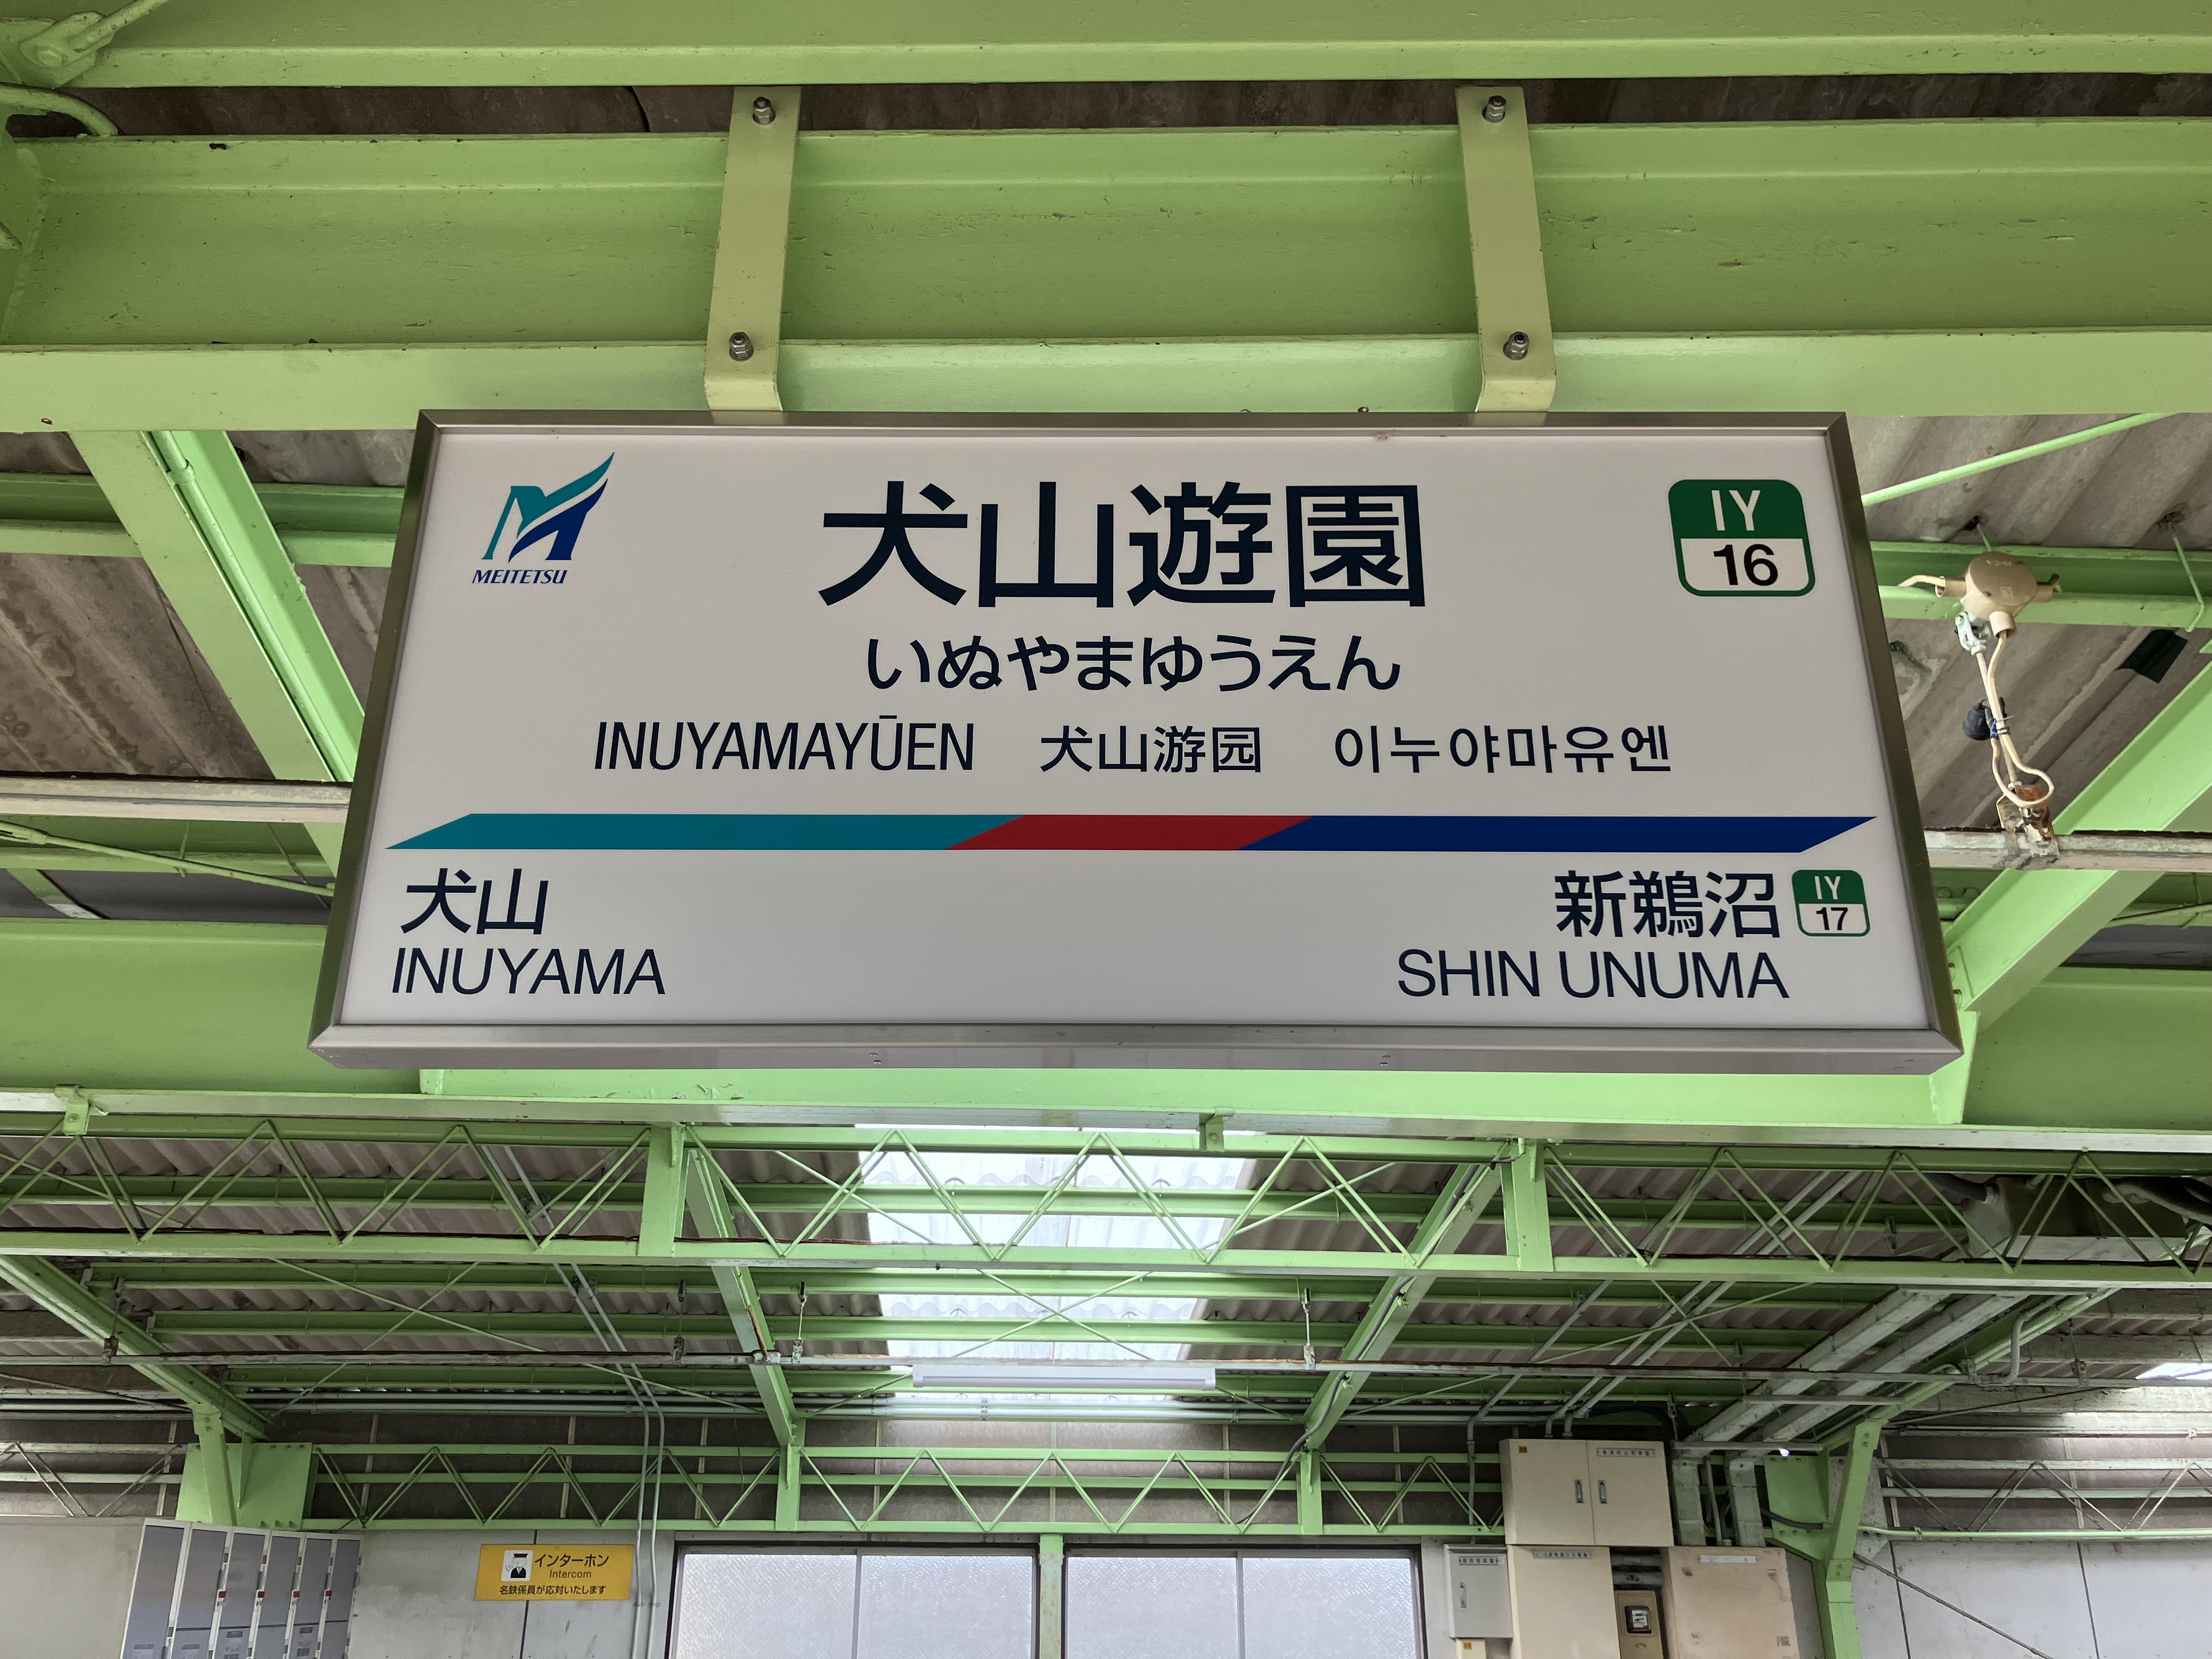 MEITETSU
犬山遊園
IY
16
いぬやまゆうえん
INUYAMAYŪEN 犬山游园 이누야마유엔
犬山
新鵜沼
IY
17
INUYAMA
SHIN UNUMA
インターホン
Intercom
名鉄係員が応対いたします